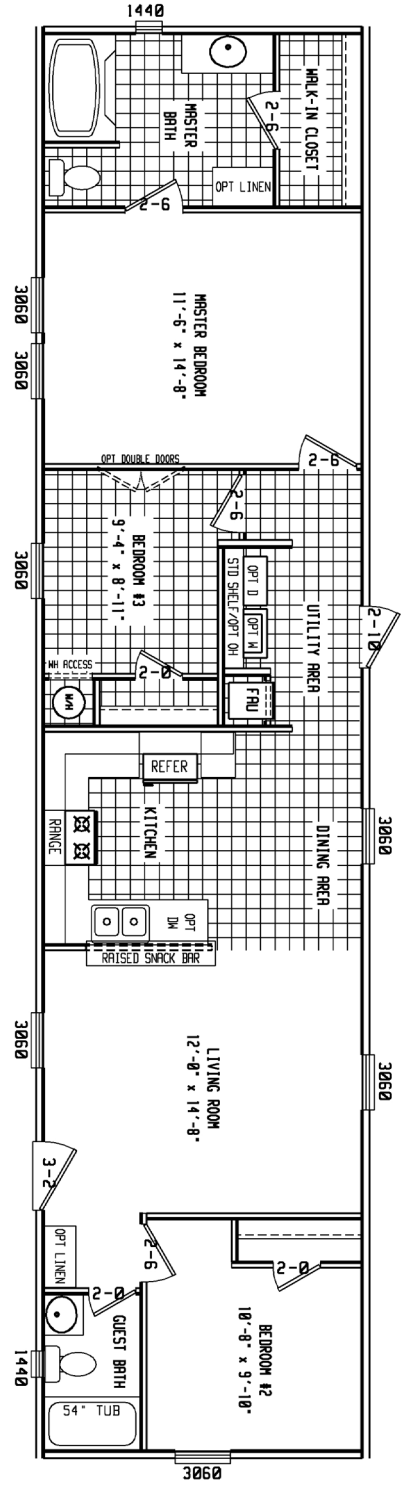 1440
WALK-IN CLOSET
2-6
MASTER
BATH
OPT LINEN
2-6
3060
3060
MASTER BEDROOM
11'-6" x 14'-8"
2-6
OPT DOUBLE DOORS
2-6
3060
BEDROOM #3
9'-4" x 8'-11"
STD SHELF/OPT OH
OPT D
OPT W
UTILITY AREA
2-10
2-0
WH ACCESS
W/H
FAU
REFER
KITCHEN
RANGE
DINING AREA
3060
OPT
DW
RAISED SNACK BAR
3060
LIVING ROOM
12'-0" x 14'-8"
3060
3-2
OPT LINEN
2-6
2-0
2-0
GUEST BATH
BEDROOM #2
10'-8" x 9'-10"
1440
54" TUB
3060